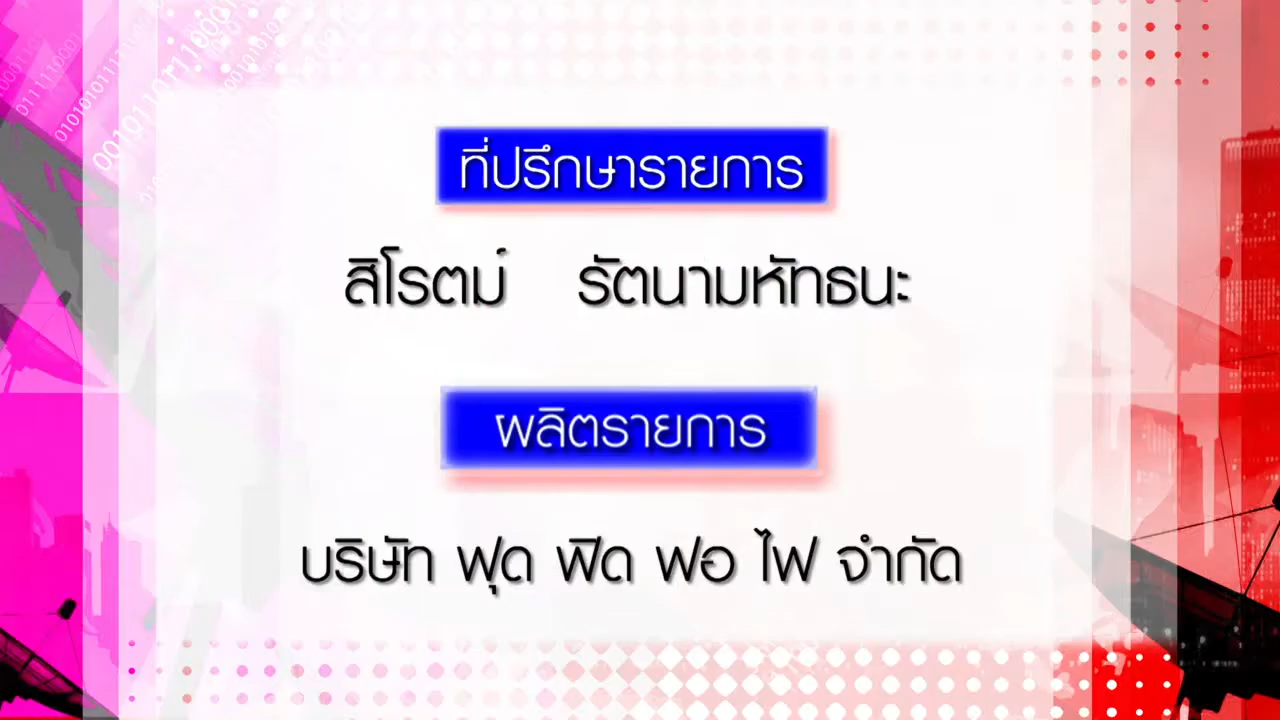 ที่ปรึกษารายการ
สิโรตม์ รัตนามหัทธนะ
ผลิตรายการ
บริษัท ฟุด ฟิด ฟอ ไฟ จำกัด